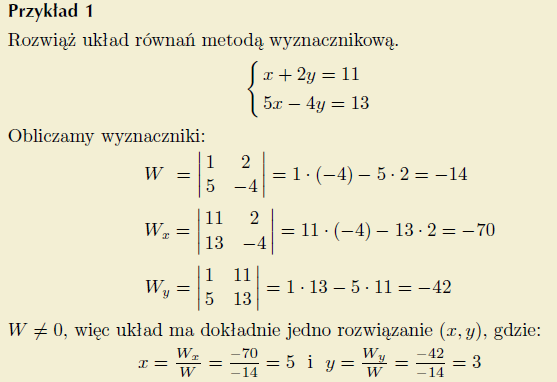 Przykład 1
Rozwiąż układ równań metodą wyznacznikową.
{ x + 2y = 11
5x − 4y = 13
Obliczamy wyznaczniki:
W = | 1 2 ; 5 −4 | = 1 · (−4) − 5 · 2 = −14
Wₓ = | 11 2 ; 13 −4 | = 11 · (−4) − 13 · 2 = −70
W_y = | 1 11 ; 5 13 | = 1 · 13 − 5 · 11 = −42
W ≠ 0, więc układ ma dokładnie jedno rozwiązanie (x, y), gdzie:
x = Wₓ/W = −70/−14 = 5 i y = W_y/W = −42/−14 = 3